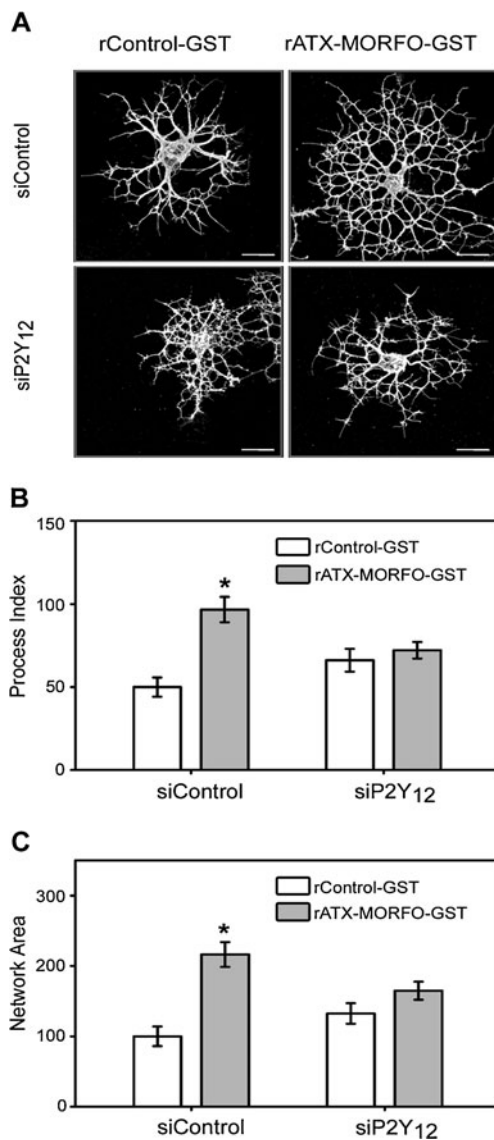 A
rControl-GST rATX-MORFO-GST
siControl
siP2Y12
B
150
100
50
0
Process Index
rControl-GST
rATX-MORFO-GST
*
siControl siP2Y12
C
300
200
100
0
Network Area
rControl-GST
rATX-MORFO-GST
*
siControl siP2Y12